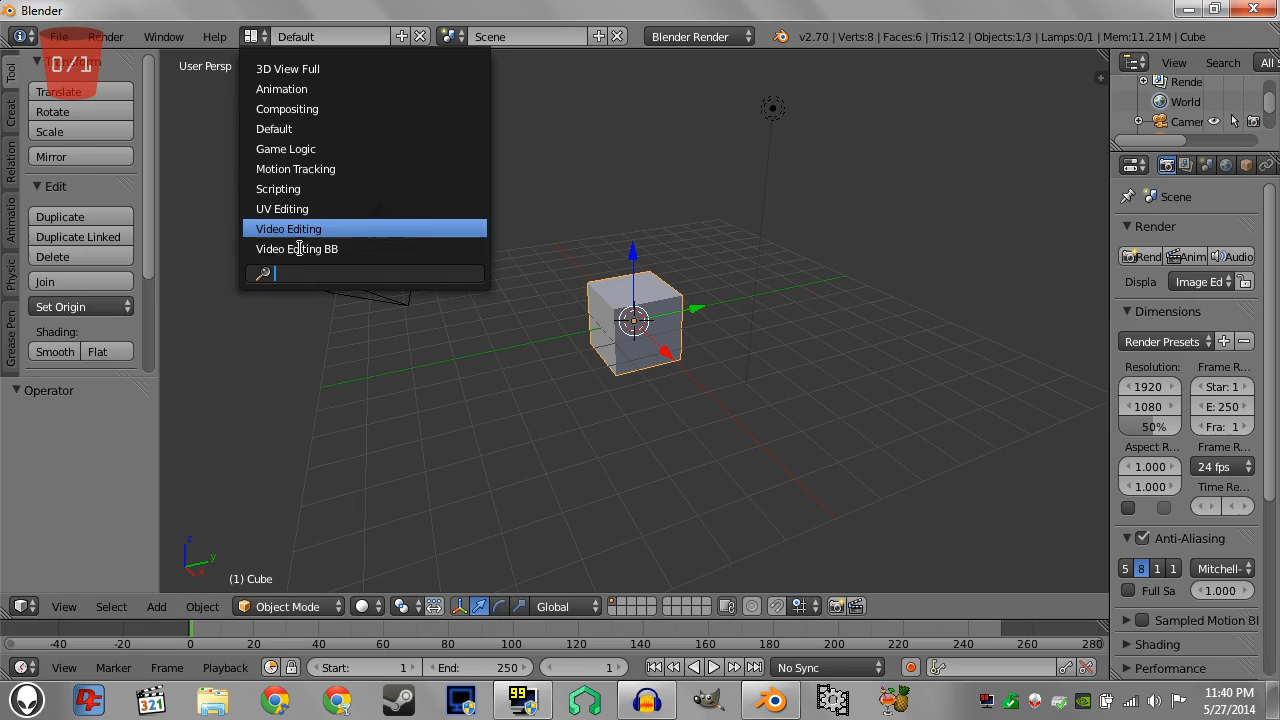 Blender
File Render Window Help Default Scene Blender Render v2.70 | Verts:8 | Faces:6 | Tris:12 | Objects:1/3 | Lamps:0/1 | Mem:11.21M | Cube
0/1
Transform
Translate
Rotate
Scale
Mirror
Edit
Duplicate
Duplicate Linked
Delete
Join
Set Origin
Shading:
Smooth Flat
Operator
Tool
Creat
Relation
Animatio
Physic
Grease Pen
User Persp
3D View Full
Animation
Compositing
Default
Game Logic
Motion Tracking
Scripting
UV Editing
Video Editing
Video Editing BB
z
y
(1) Cube
View Search All S
Rende
World
Camer
Scene
Render
Rend Anim Audio
Displa Image Ed
Dimensions
Render Presets
Resolution: Frame R...
1920 Star: 1
1080 E: 250
50% Fra: 1
Aspect R... Frame R...
1.000 24 fps
1.000 Time Re...
Anti-Aliasing
5 8 1 1 Mitchell-
Full Sa 1.000
Sampled Motion Bl
Shading
Performance
View Select Add Object Object Mode Global
-40 -20 0 20 40 60 80 100 120 140 160 180 200 220 240 260 280
View Marker Frame Playback Start: 1 End: 250 1 No Sync
DF 321 99
11:40 PM
5/27/2014